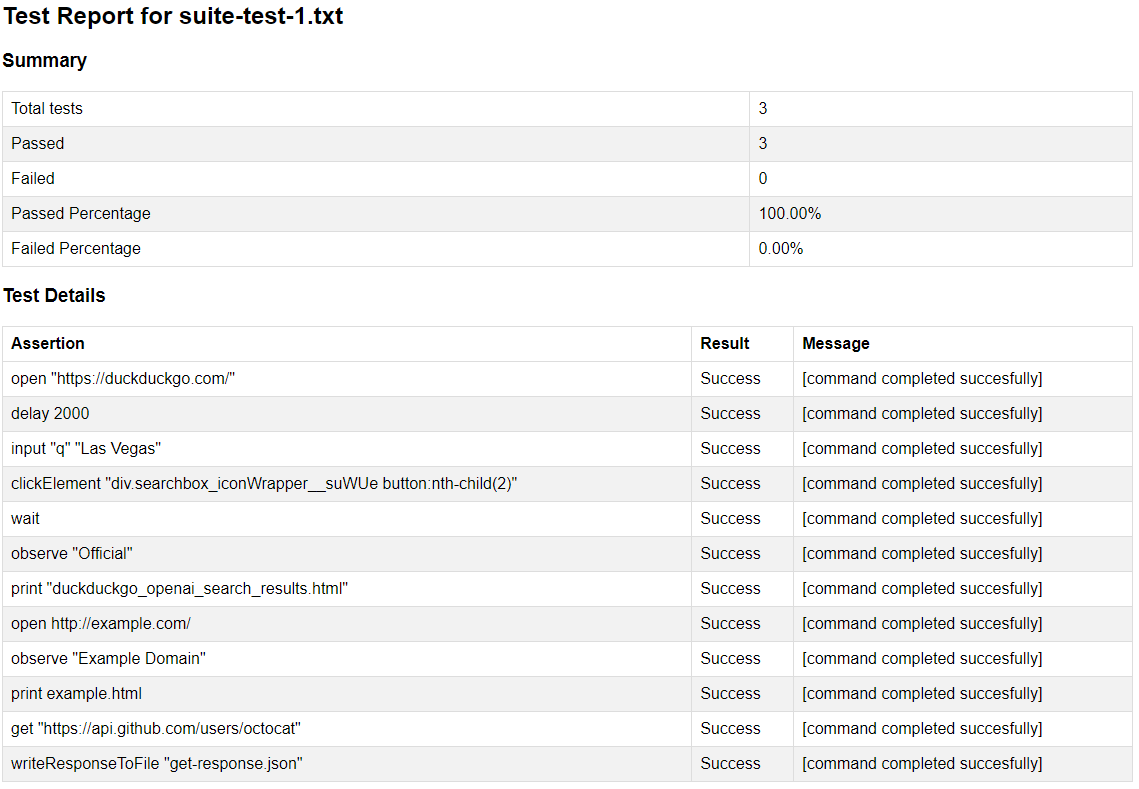 Test Report for suite-test-1.txt
Summary
Total tests 3
Passed 3
Failed 0
Passed Percentage 100.00%
Failed Percentage 0.00%
Test Details
Assertion Result Message
open "https://duckduckgo.com/" Success [command completed succesfully]
delay 2000 Success [command completed succesfully]
input "q" "Las Vegas" Success [command completed succesfully]
clickElement "div.searchbox_iconWrapper__suWUe button:nth-child(2)" Success [command completed succesfully]
wait Success [command completed succesfully]
observe "Official" Success [command completed succesfully]
print "duckduckgo_openai_search_results.html" Success [command completed succesfully]
open http://example.com/ Success [command completed succesfully]
observe "Example Domain" Success [command completed succesfully]
print example.html Success [command completed succesfully]
get "https://api.github.com/users/octocat" Success [command completed succesfully]
writeResponseToFile "get-response.json" Success [command completed succesfully]